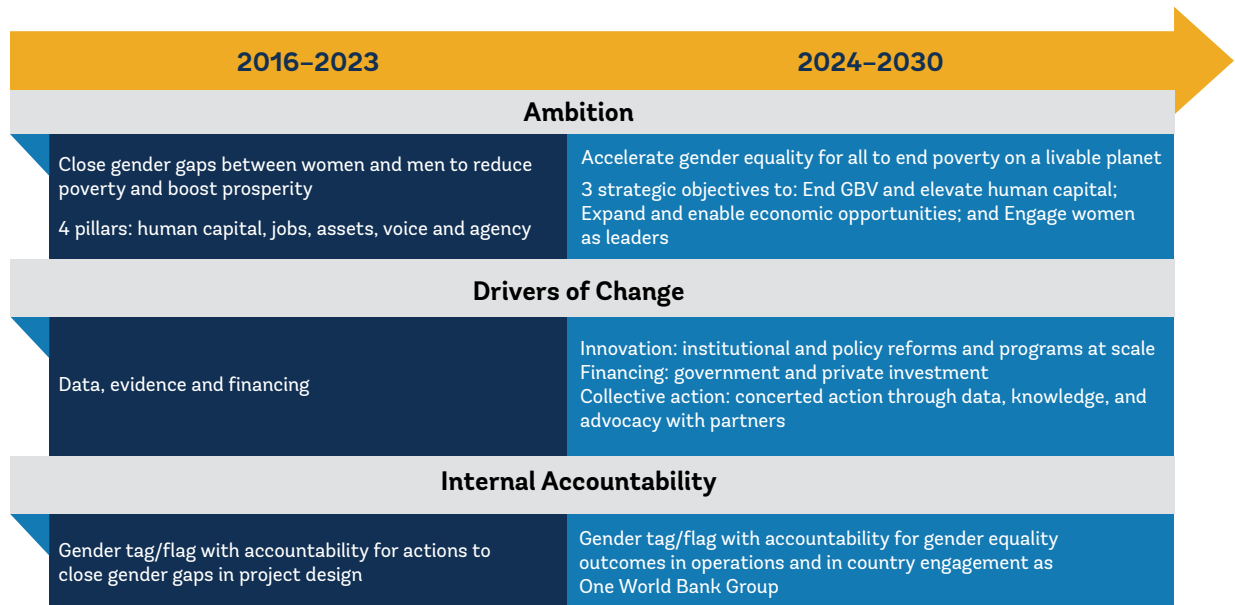 2016–2023
2024–2030
Ambition
Close gender gaps between women and men to reduce
poverty and boost prosperity
4 pillars: human capital, jobs, assets, voice and agency
Accelerate gender equality for all to end poverty on a livable planet
3 strategic objectives to: End GBV and elevate human capital;
Expand and enable economic opportunities; and Engage women
as leaders
Drivers of Change
Data, evidence and financing
Innovation: institutional and policy reforms and programs at scale
Financing: government and private investment
Collective action: concerted action through data, knowledge, and
advocacy with partners
Internal Accountability
Gender tag/flag with accountability for actions to
close gender gaps in project design
Gender tag/flag with accountability for gender equality
outcomes in operations and in country engagement as
One World Bank Group